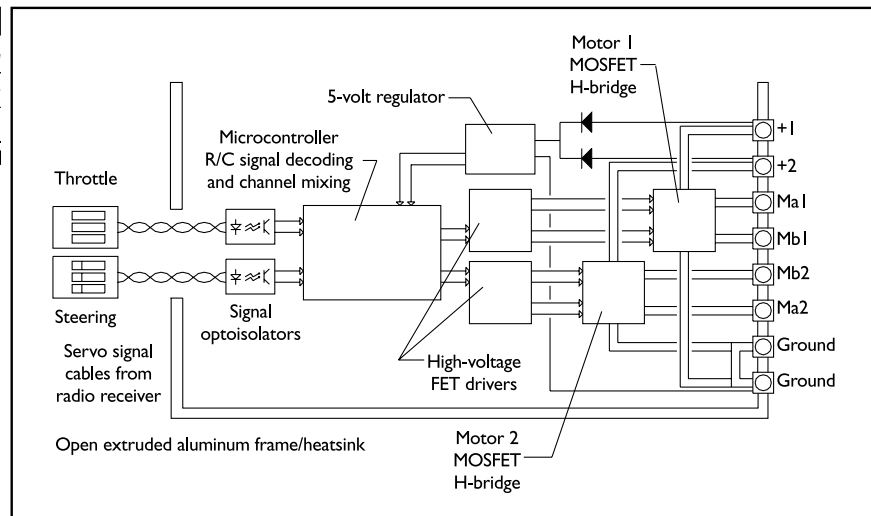 Motor 1
MOSFET
H-bridge
5-volt regulator
Microcontroller
R/C signal decoding
and channel mixing
Throttle
Steering
Servo signal
cables from
radio receiver
Signal
optoisolators
High-voltage
FET drivers
Motor 2
MOSFET
H-bridge
Open extruded aluminum frame/heatsink
+1
+2
Ma1
Mb1
Mb2
Ma2
Ground
Ground